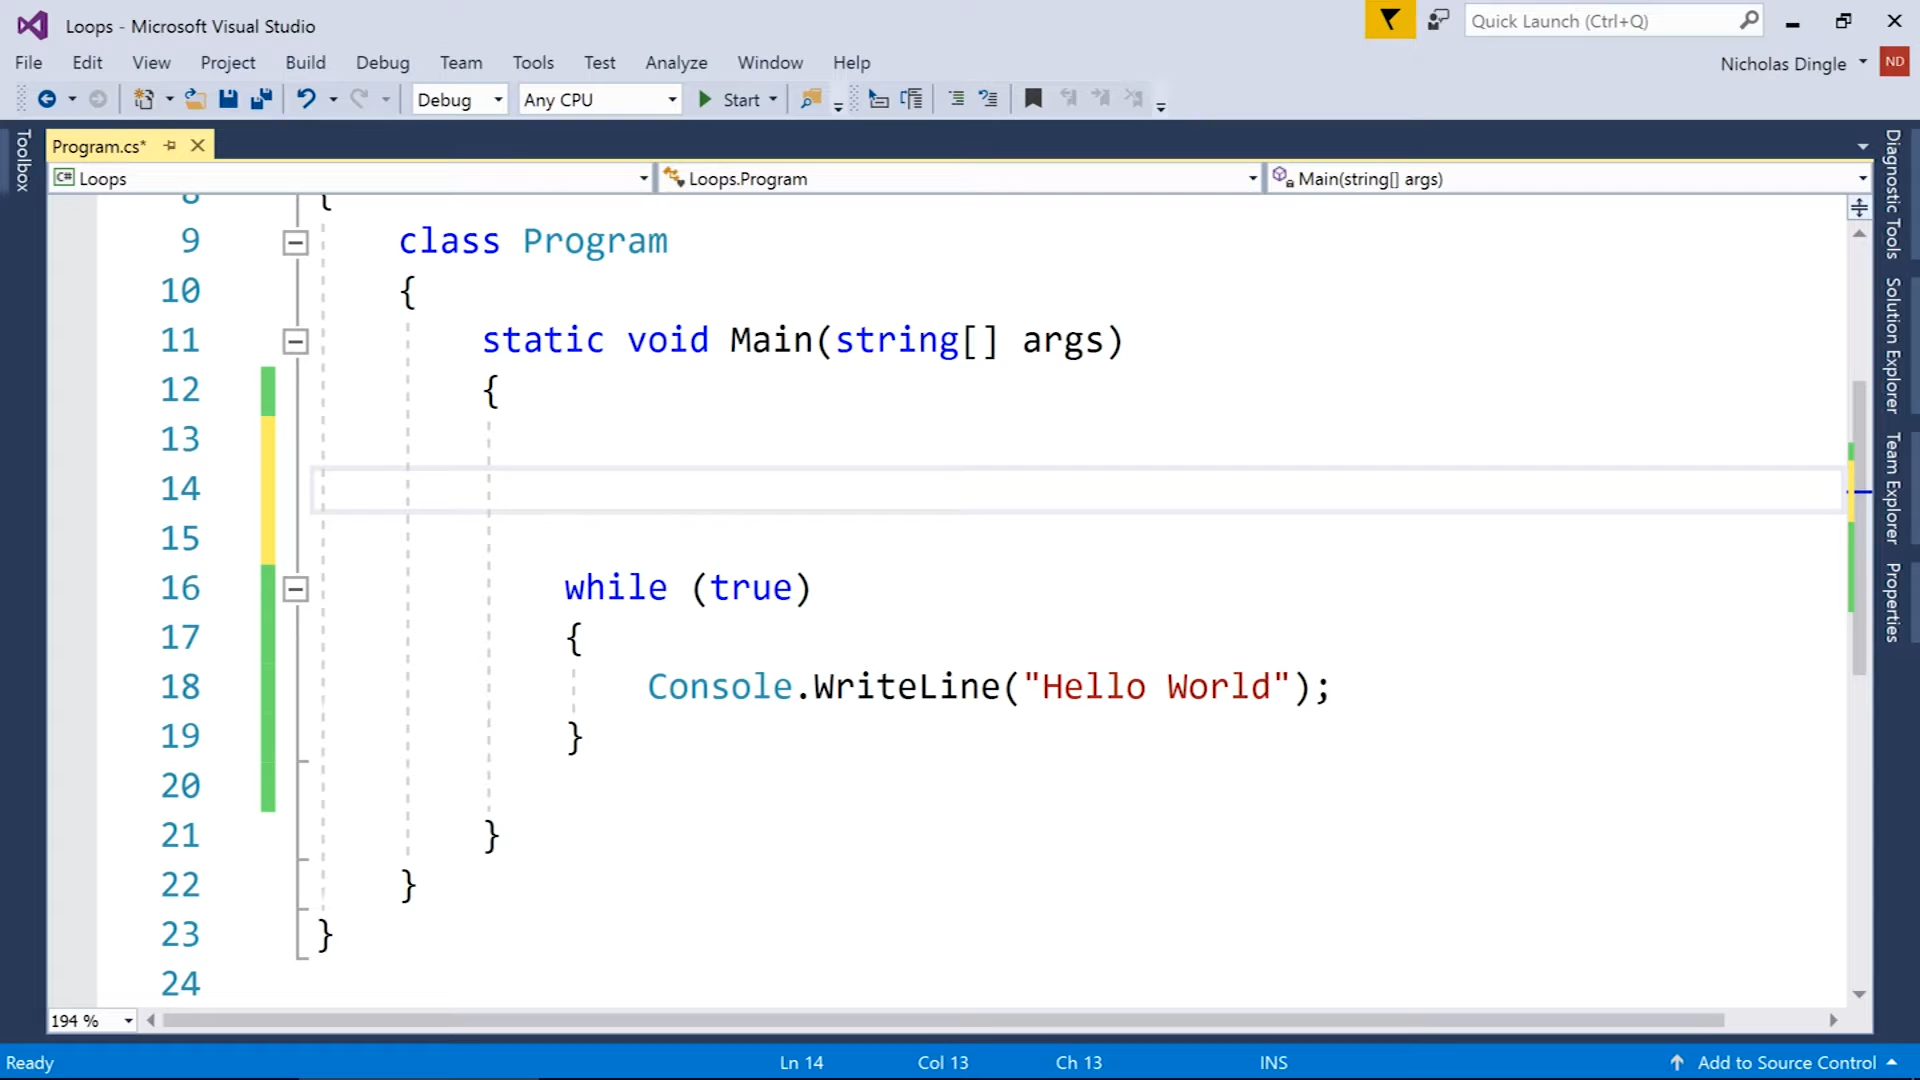 Loops - Microsoft Visual Studio
Quick Launch (Ctrl+Q)
File Edit View Project Build Debug Team Tools Test Analyze Window Help
Nicholas Dingle ND
Debug Any CPU Start
Toolbox
Program.cs*
C# Loops Loops.Program Main(string[] args)
8 {
9 class Program
10 {
11 static void Main(string[] args)
12 {
13
14
15
16 while (true)
17 {
18 Console.WriteLine("Hello World");
19 }
20
21 }
22 }
23 }
24
Diagnostic Tools
Solution Explorer
Team Explorer
Properties
194 %
Ready Ln 14 Col 13 Ch 13 INS Add to Source Control